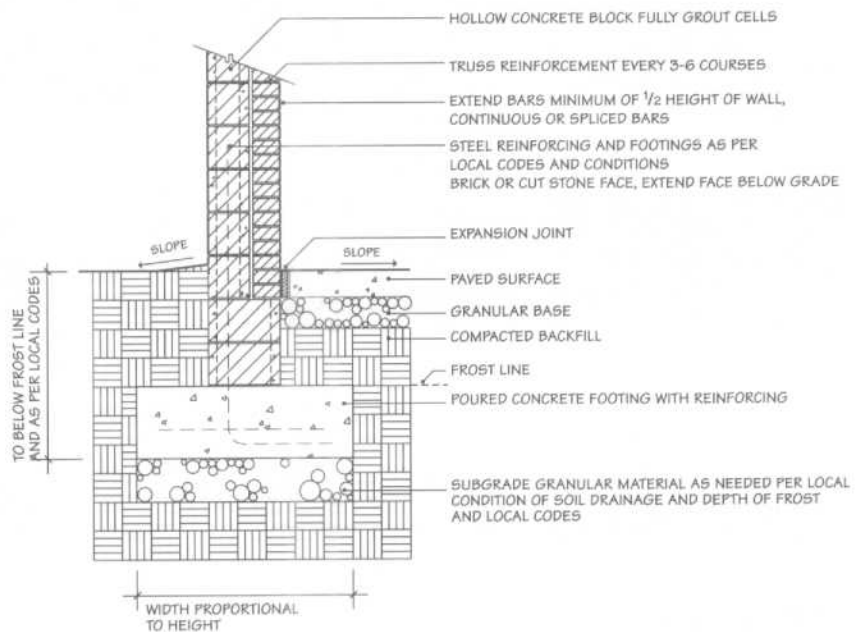 HOLLOW CONCRETE BLOCK FULLY GROUT CELLS
TRUSS REINFORCEMENT EVERY 3-6 COURSES
EXTEND BARS MINIMUM OF 1/2 HEIGHT OF WALL,
CONTINUOUS OR SPLICED BARS
STEEL REINFORCING AND FOOTINGS AS PER
LOCAL CODES AND CONDITIONS
BRICK OR CUT STONE FACE, EXTEND FACE BELOW GRADE
EXPANSION JOINT
SLOPE
SLOPE
PAVED SURFACE
GRANULAR BASE
COMPACTED BACKFILL
FROST LINE
POURED CONCRETE FOOTING WITH REINFORCING
TO BELOW FROST LINE
AND AS PER LOCAL CODES
SUBGRADE GRANULAR MATERIAL AS NEEDED PER LOCAL
CONDITION OF SOIL DRAINAGE AND DEPTH OF FROST
AND LOCAL CODES
WIDTH PROPORTIONAL
TO HEIGHT